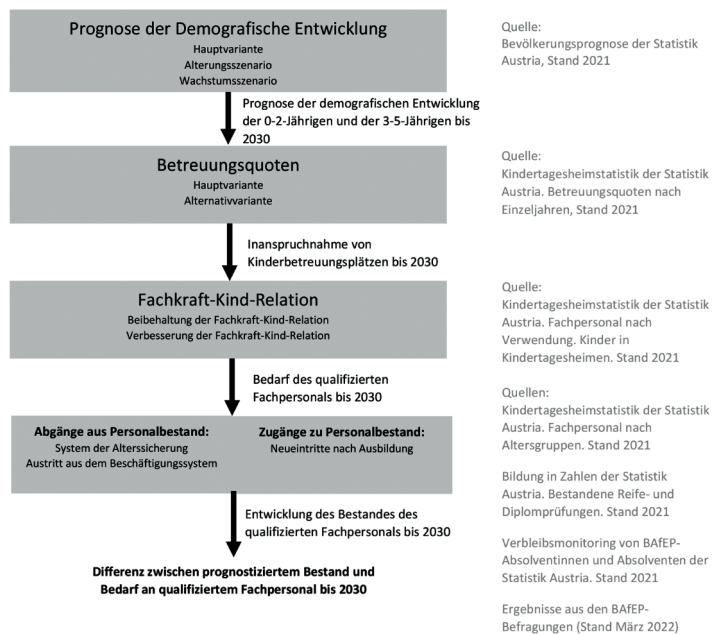 Prognose der Demografische Entwicklung
Hauptvariante
Alterungsszenario
Wachstumsszenario
Quelle:
Bevölkerungsprognose der Statistik
Austria, Stand 2021
Prognose der demografischen Entwicklung
der 0-2-Jährigen und der 3-5-Jährigen bis
2030
Betreuungsquoten
Hauptvariante
Alternativvariante
Quelle:
Kindertagesheimstatistik der Statistik
Austria. Betreuungsquoten nach
Einzeljahren, Stand 2021
Inanspruchnahme von
Kinderbetreuungsplätzen bis 2030
Fachkraft-Kind-Relation
Beibehaltung der Fachkraft-Kind-Relation
Verbesserung der Fachkraft-Kind-Relation
Quelle:
Kindertagesheimstatistik der Statistik
Austria. Fachpersonal nach
Verwendung. Kinder in
Kindertagesheimen. Stand 2021
Bedarf des qualifizierten
Fachpersonals bis 2030
Abgänge aus Personalbestand:
System der Alterssicherung
Austritt aus dem Beschäftigungssystem
Zugänge zu Personalbestand:
Neueintritte nach Ausbildung
Quellen:
Kindertagesheimstatistik der Statistik
Austria. Fachpersonal nach
Altersgruppen. Stand 2021
Bildung in Zahlen der Statistik
Austria. Bestandene Reife- und
Diplomprüfungen. Stand 2021
Verbleibsmonitoring von BAfEP-
Absolventinnen und Absolventen der
Statistik Austria. Stand 2021
Ergebnisse aus den BAfEP-
Befragungen (Stand März 2022)
Entwicklung des Bestandes des
qualifizierten Fachpersonals bis 2030
Differenz zwischen prognostiziertem Bestand und
Bedarf an qualifiziertem Fachpersonal bis 2030